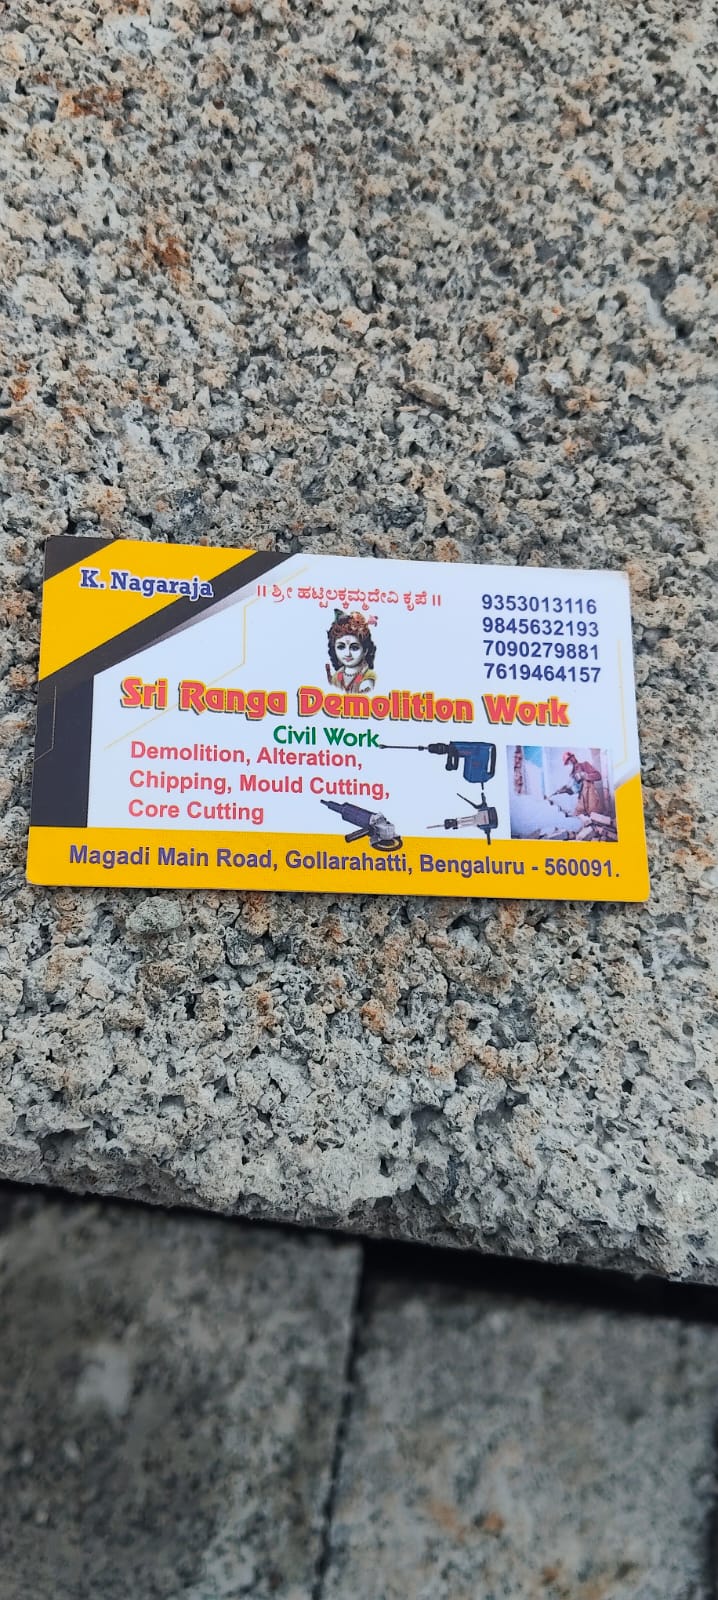 K. Nagaraja
॥ ಶ್ರೀ ಹಟ್ಟಿಲಕ್ಕಮ್ಮದೇವಿ ಕೃಪೆ ॥
9353013116
9845632193
7090279881
7619464157
Sri Ranga Demolition Work
Civil Work
Demolition, Alteration,
Chipping, Mould Cutting,
Core Cutting
Magadi Main Road, Gollarahatti, Bengaluru - 560091.